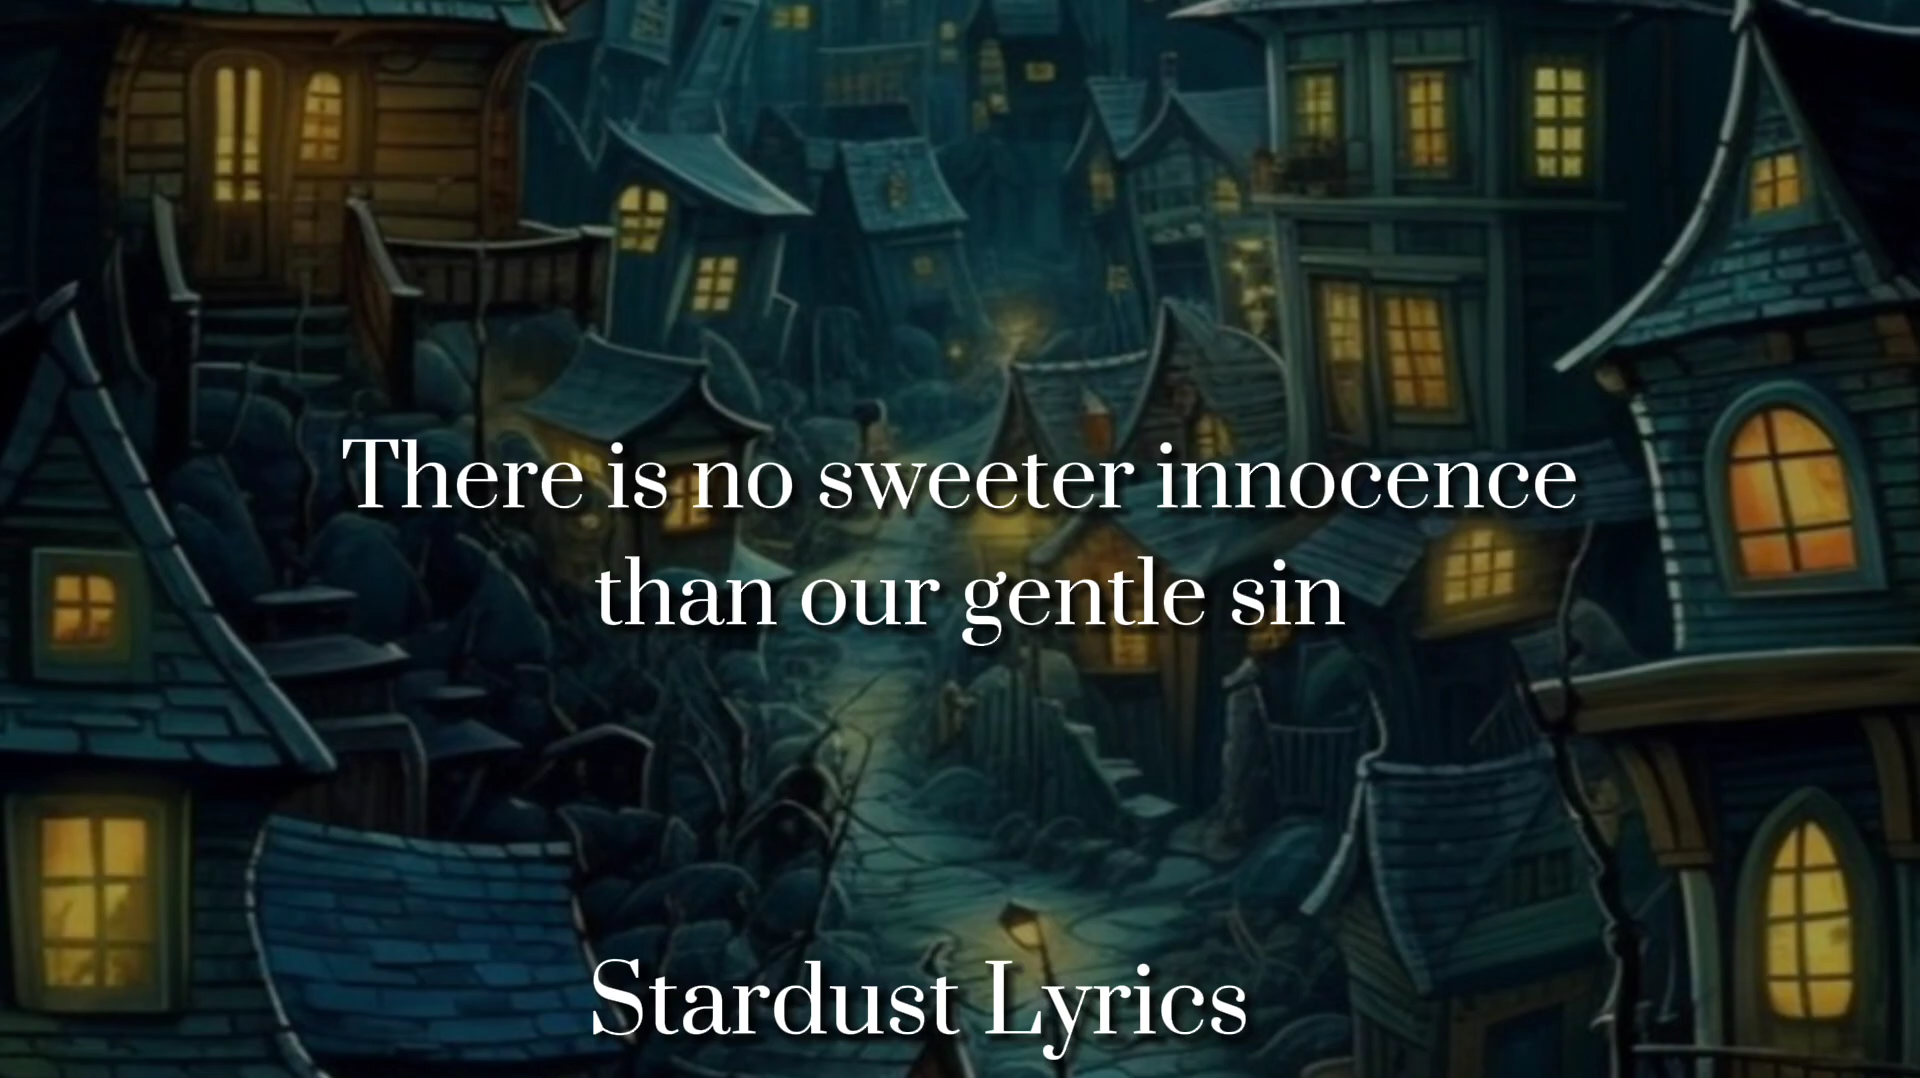 There is no sweeter innocence
than our gentle sin
Stardust Lyrics